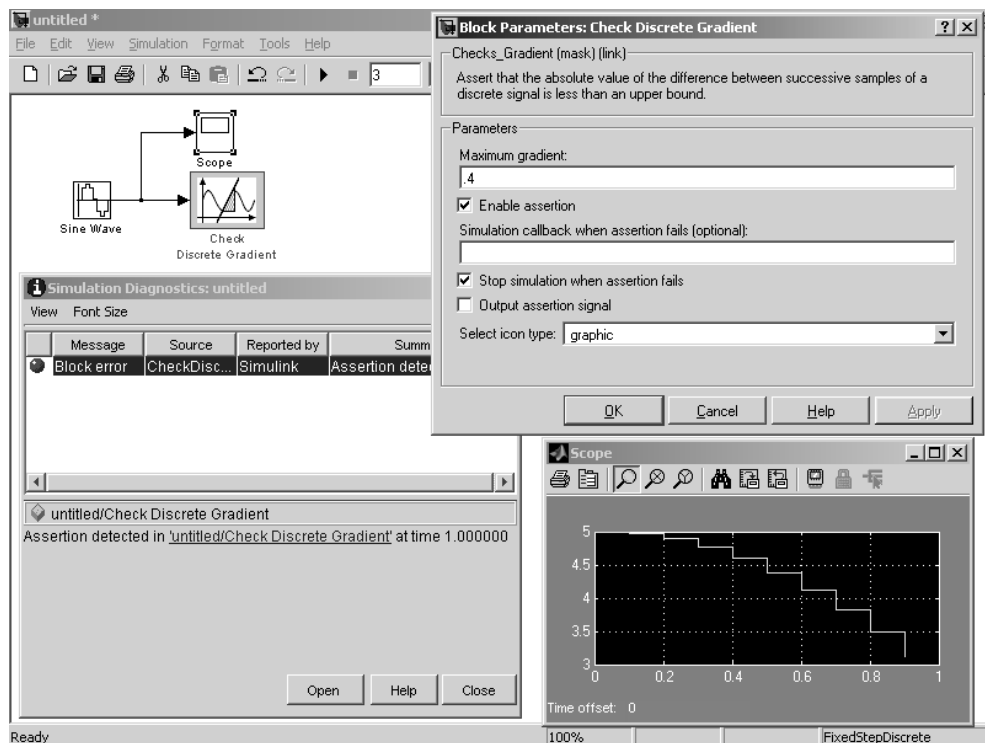 untitled *
File Edit View Simulation Format Tools Help
3
Scope
Sine Wave
Check
Discrete Gradient
Simulation Diagnostics: untitled
View Font Size
Message Source Reported by Summ
Block error CheckDisc... Simulink Assertion dete
untitled/Check Discrete Gradient
Assertion detected in 'untitled/Check Discrete Gradient' at time 1.000000
Open Help Close
Ready
Block Parameters: Check Discrete Gradient
Checks_Gradient (mask) (link)
Assert that the absolute value of the difference between successive samples of a
discrete signal is less than an upper bound.
Parameters
Maximum gradient:
.4
Enable assertion
Simulation callback when assertion fails (optional):
Stop simulation when assertion fails
Output assertion signal
Select icon type: graphic
OK Cancel Help Apply
Scope
5
4.5
4
3.5
3
0 0.2 0.4 0.6 0.8 1
Time offset: 0
100% FixedStepDiscrete